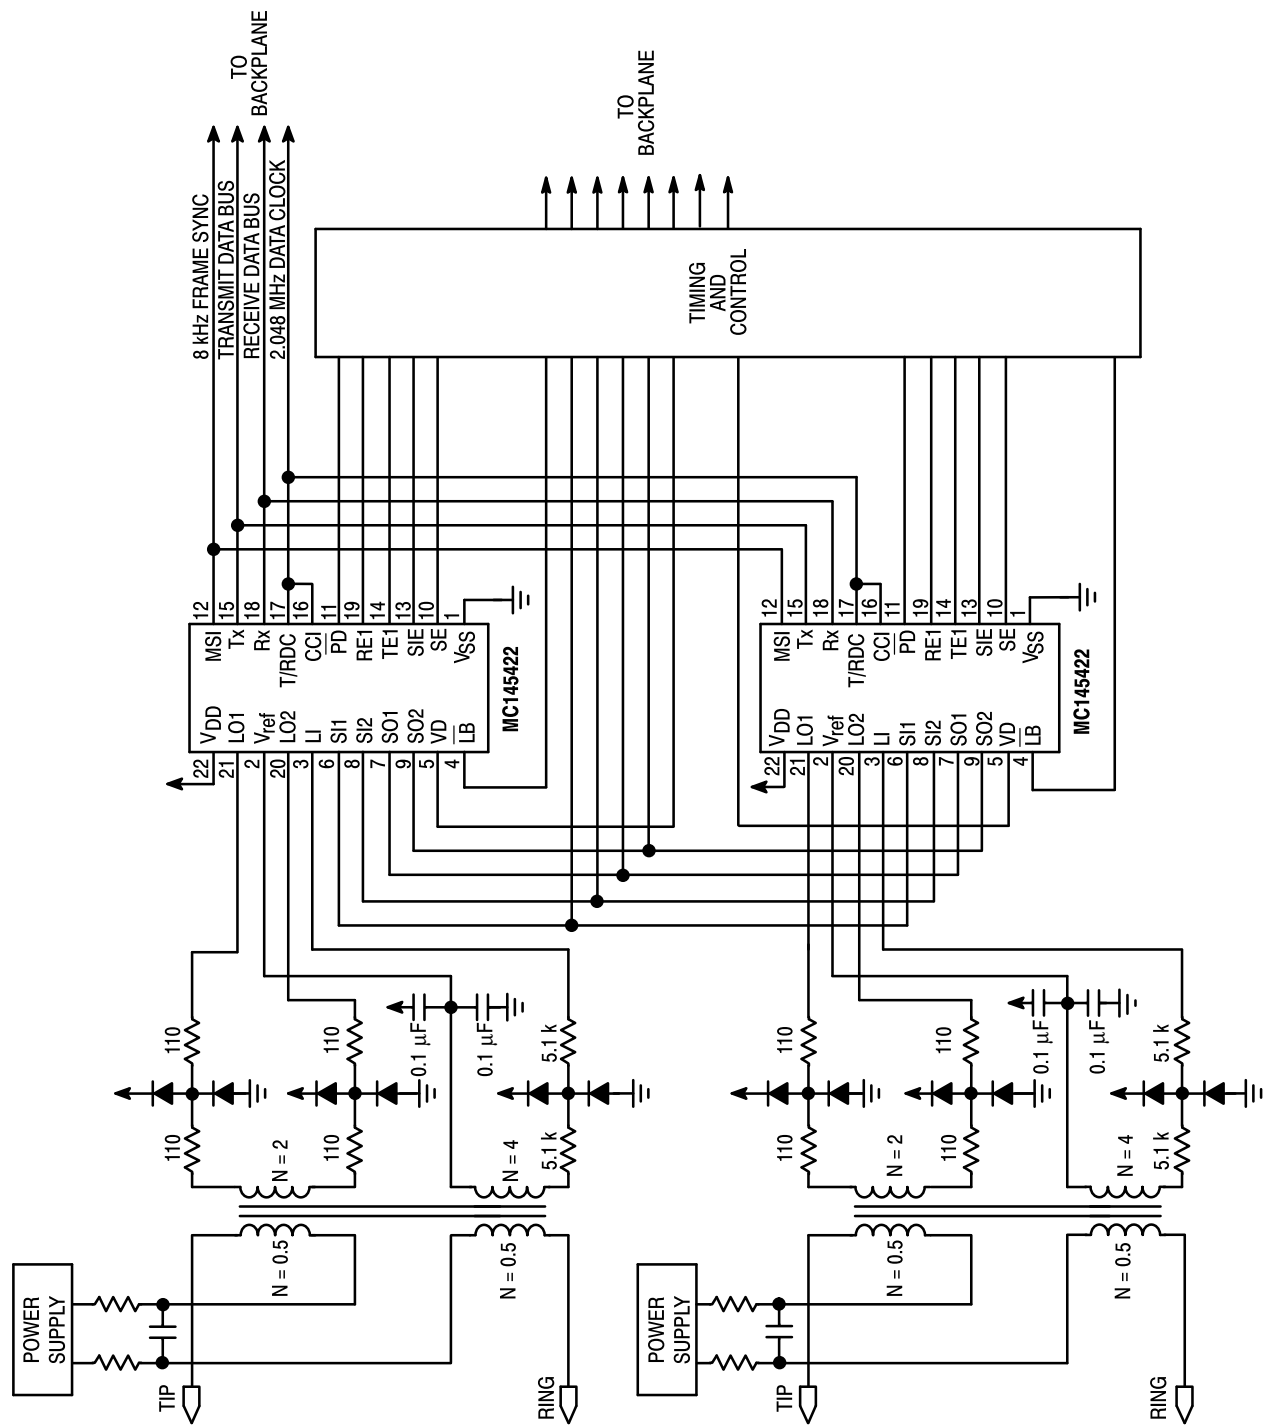 TO
BACKPLANE
8 kHz FRAME SYNC
TRANSMIT DATA BUS
RECEIVE DATA BUS
2.048 MHz DATA CLOCK
TO
BACKPLANE
TIMING
AND
CONTROL
12
15
18
17
16
11
19
14
13
10
1
MSI
Tx
Rx
T/RDC
CCI
PD
RE1
TE1
SIE
SE
VSS
VDD
LO1
Vref
LO2
LI
SI1
SI2
SO1
SO2
VD
LB
22
21
2
20
3
6
8
7
9
5
4
MC145422
12
15
18
17
16
11
19
14
13
10
1
MSI
Tx
Rx
T/RDC
CCI
PD
RE1
TE1
SIE
SE
VSS
VDD
LO1
Vref
LO2
LI
SI1
SI2
SO1
SO2
VD
LB
22
21
2
20
3
6
8
7
9
5
4
MC145422
110
110
0.1 µF
0.1 µF
5.1 k
110
N = 2
110
N = 4
5.1 k
N = 0.5
N = 0.5
POWER
SUPPLY
TIP
RING
110
110
0.1 µF
0.1 µF
5.1 k
110
N = 2
110
N = 4
5.1 k
N = 0.5
N = 0.5
POWER
SUPPLY
TIP
RING